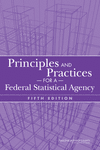 Principles and
Practices
FOR A
Federal Statistical Agency
FIFTH EDITION